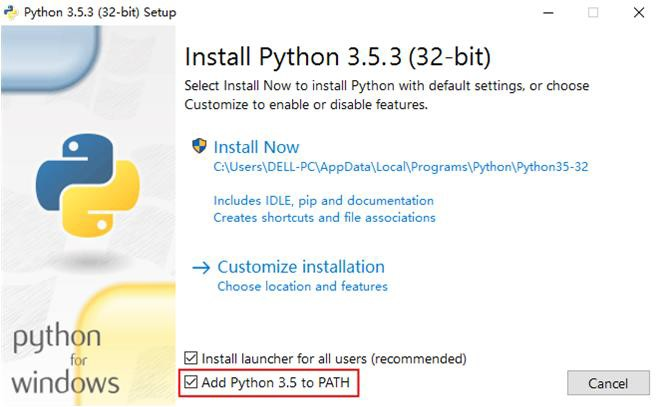 Python 3.5.3 (32-bit) Setup
Install Python 3.5.3 (32-bit)
Select Install Now to install Python with default settings, or choose
Customize to enable or disable features.
Install Now
C:\Users\DELL-PC\AppData\Local\Programs\Python\Python35-32
Includes IDLE, pip and documentation
Creates shortcuts and file associations
Customize installation
Choose location and features
python
for
windows
Install launcher for all users (recommended)
Add Python 3.5 to PATH
Cancel